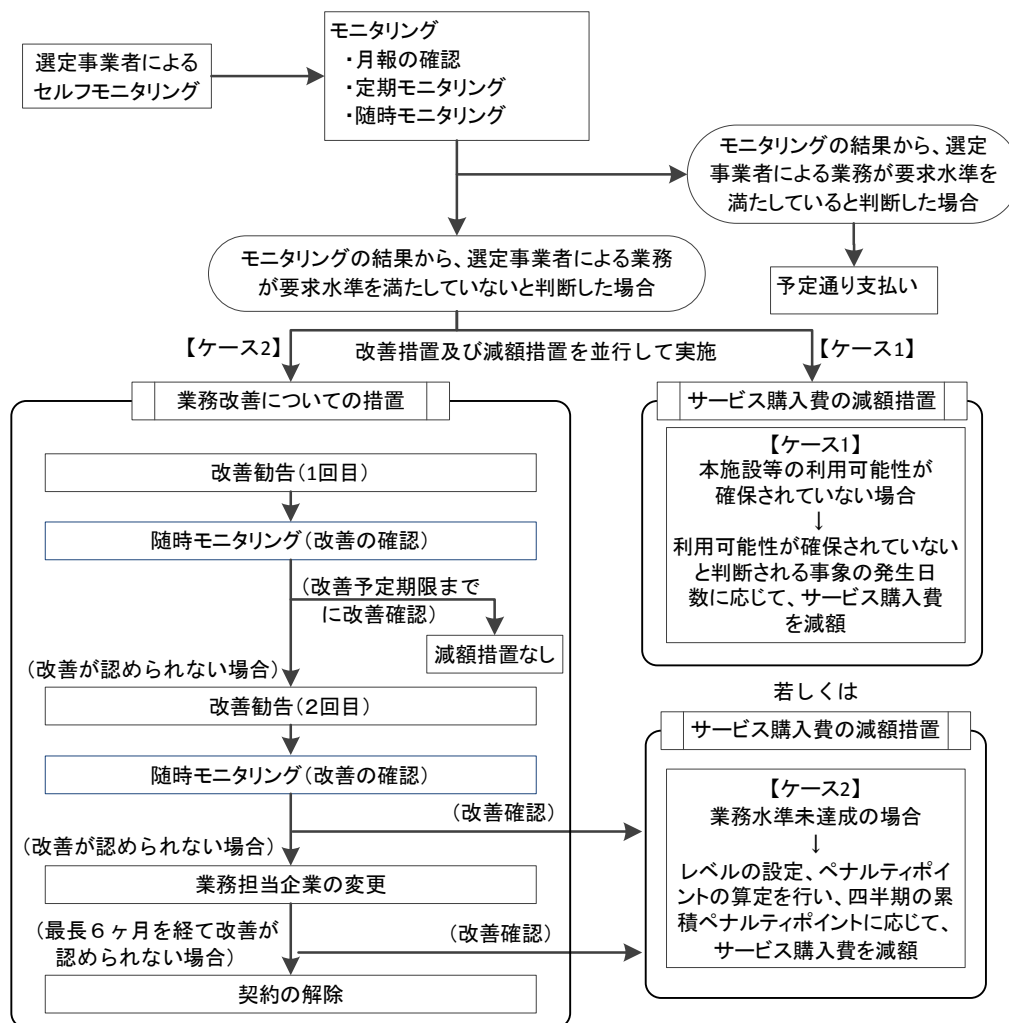 選定事業者による
セルフモニタリング
モニタリング
・月報の確認
・定期モニタリング
・随時モニタリング
モニタリングの結果から、選定
事業者による業務が要求水準を
満たしていると判断した場合
予定通り支払い
モニタリングの結果から、選定事業者による業務
が要求水準を満たしていないと判断した場合
【ケース2】
改善措置及び減額措置を並行して実施
【ケース1】
業務改善についての措置
改善勧告（1回目）
随時モニタリング（改善の確認）
（改善予定期限まで
に改善確認）
減額措置なし
（改善が認められない場合）
改善勧告（２回目）
随時モニタリング（改善の確認）
（改善確認）
（改善が認められない場合）
業務担当企業の変更
（最長６ヶ月を経て改善が
認められない場合）
（改善確認）
契約の解除
サービス購入費の減額措置
【ケース1】
本施設等の利用可能性が
確保されていない場合
↓
利用可能性が確保されていない
と判断される事象の発生日
数に応じて、サービス購入費
を減額
若しくは
サービス購入費の減額措置
【ケース2】
業務水準未達成の場合
↓
レベルの設定、ペナルティポイ
ントの算定を行い、四半期の累
積ペナルティポイントに応じて、
サービス購入費を減額